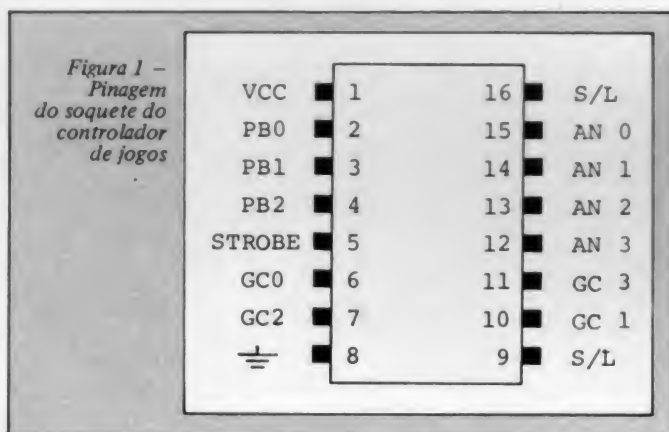 Figura 1 –
Pinagem
do soquete do
controlador
de jogos
VCC 1 16 S/L
PB0 2 15 AN 0
PB1 3 14 AN 1
PB2 4 13 AN 2
STROBE 5 12 AN 3
GC0 6 11 GC 3
GC2 7 10 GC 1
8 9 S/L